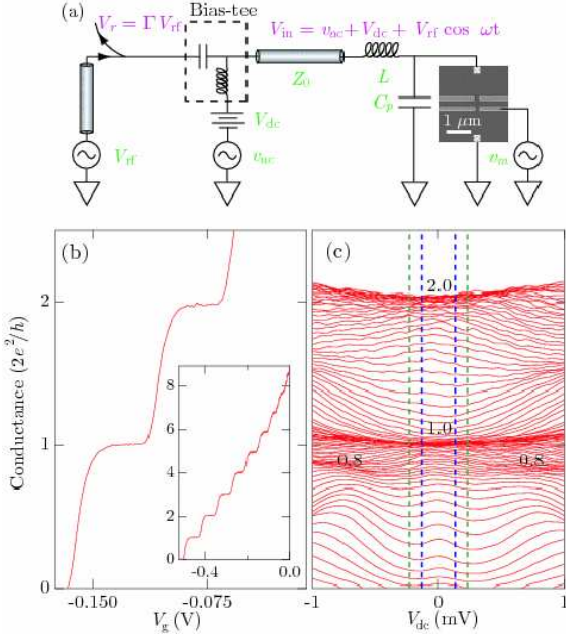 (a)
V_r = Γ V_rf
Bias-tee
V_in = v_ac + V_dc + V_rf cos ωt
Z_0
L
C_p
1 μm
V_rf
V_dc
v_ac
v_m
(b)
(c)
Conductance (2e²/h)
2
1
0
-0.150
-0.075
V_g (V)
8
6
4
2
0
-0.4
0.0
2.0
1.0
0.8
0.8
-1
0
1
V_dc (mV)